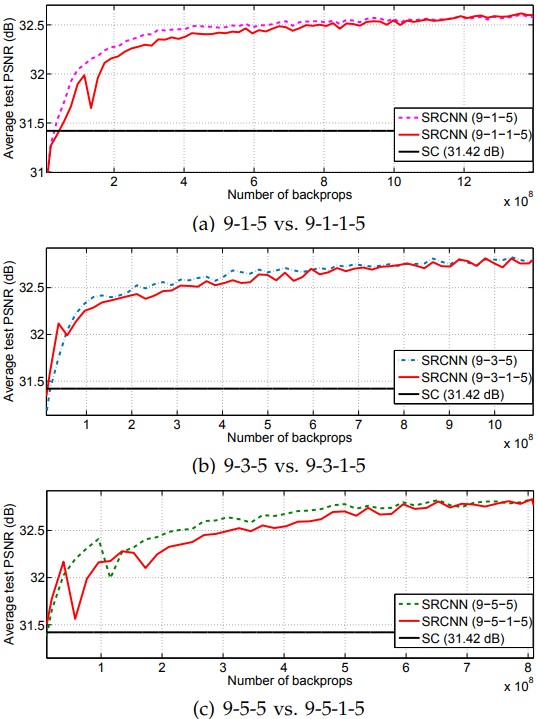 Average test PSNR (dB)
32.5
32
31.5
31
2
4
6
8
10
12
Number of backprops
x 10^8
SRCNN (9−1−5)
SRCNN (9−1−1−5)
SC (31.42 dB)
(a) 9-1-5 vs. 9-1-1-5
Average test PSNR (dB)
32.5
32
31.5
1
2
3
4
5
6
7
8
9
10
Number of backprops
x 10^8
SRCNN (9−3−5)
SRCNN (9−3−1−5)
SC (31.42 dB)
(b) 9-3-5 vs. 9-3-1-5
Average test PSNR (dB)
32.5
32
31.5
1
2
3
4
5
6
7
8
Number of backprops
x 10^8
SRCNN (9−5−5)
SRCNN (9−5−1−5)
SC (31.42 dB)
(c) 9-5-5 vs. 9-5-1-5